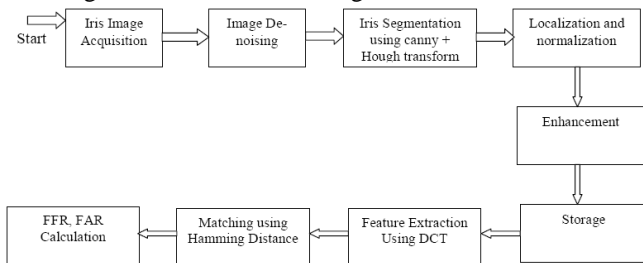 Start
Iris Image
Acquisition
Image De-
noising
Iris Segmentation
using canny +
Hough transform
Localization and
normalization
Enhancement
Storage
Feature Extraction
Using DCT
Matching using
Hamming Distance
FFR, FAR
Calculation